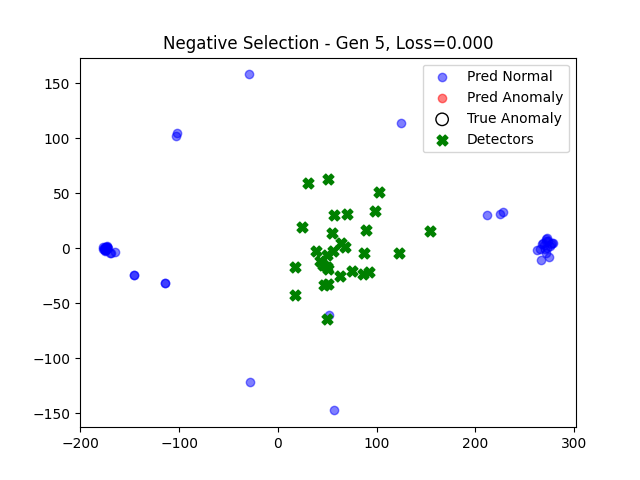 Negative Selection - Gen 5, Loss=0.000
Pred Normal
Pred Anomaly
True Anomaly
Detectors
150
100
50
0
−50
−100
−150
−200
−100
0
100
200
300